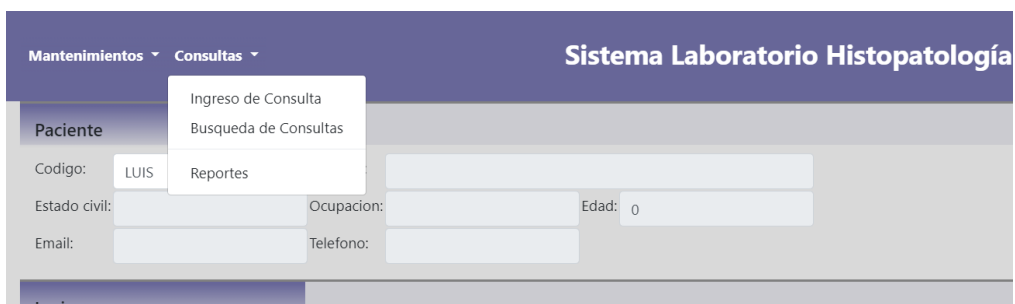 Mantenimientos Consultas Sistema Laboratorio Histopatología
Ingreso de Consulta
Busqueda de Consultas
Reportes
Paciente
Codigo: LUIS
Estado civil: Ocupacion: Edad: 0
Email: Telefono: